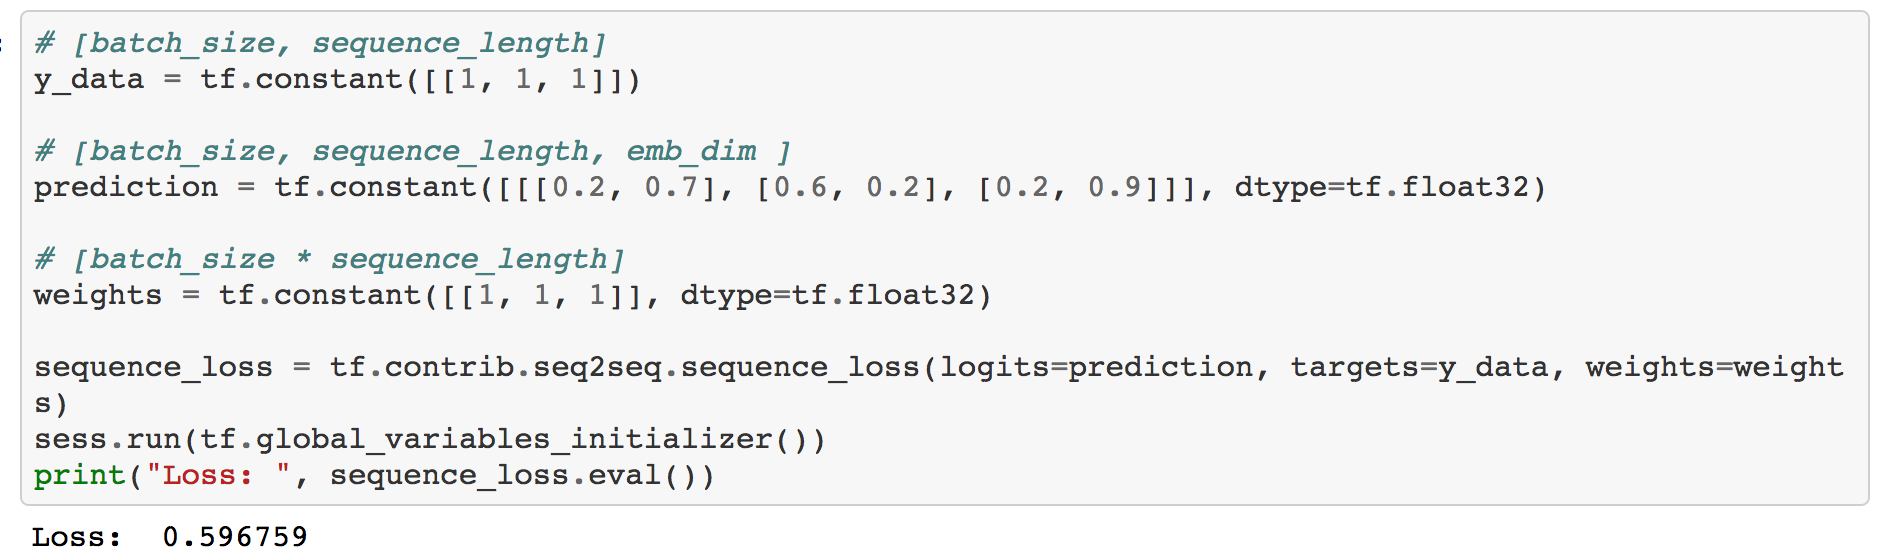 # [batch_size, sequence_length]
y_data = tf.constant([[1, 1, 1]])
# [batch_size, sequence_length, emb_dim ]
prediction = tf.constant([[[0.2, 0.7], [0.6, 0.2], [0.2, 0.9]]], dtype=tf.float32)
# [batch_size * sequence_length]
weights = tf.constant([[1, 1, 1]], dtype=tf.float32)
sequence_loss = tf.contrib.seq2seq.sequence_loss(logits=prediction, targets=y_data, weights=weight
s)
sess.run(tf.global_variables_initializer())
print("Loss: ", sequence_loss.eval())
Loss:  0.596759